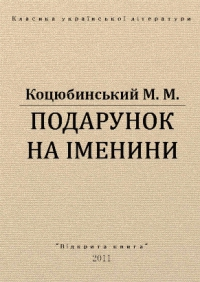 Класика української літератури
Коцюбинський М. М.
ПОДАРУНОК
НА ІМЕНИНИ
"Відкрита книга"
2011